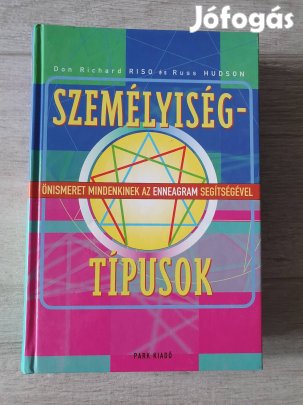 Jófogás
Don Richard RISO és Russ HUDSON
SZEMÉLYISÉG-
ÖNISMERET MINDENKINEK AZ ENNEAGRAM SEGÍTSÉGÉVEL
TÍPUSOK
PARK KIADÓ